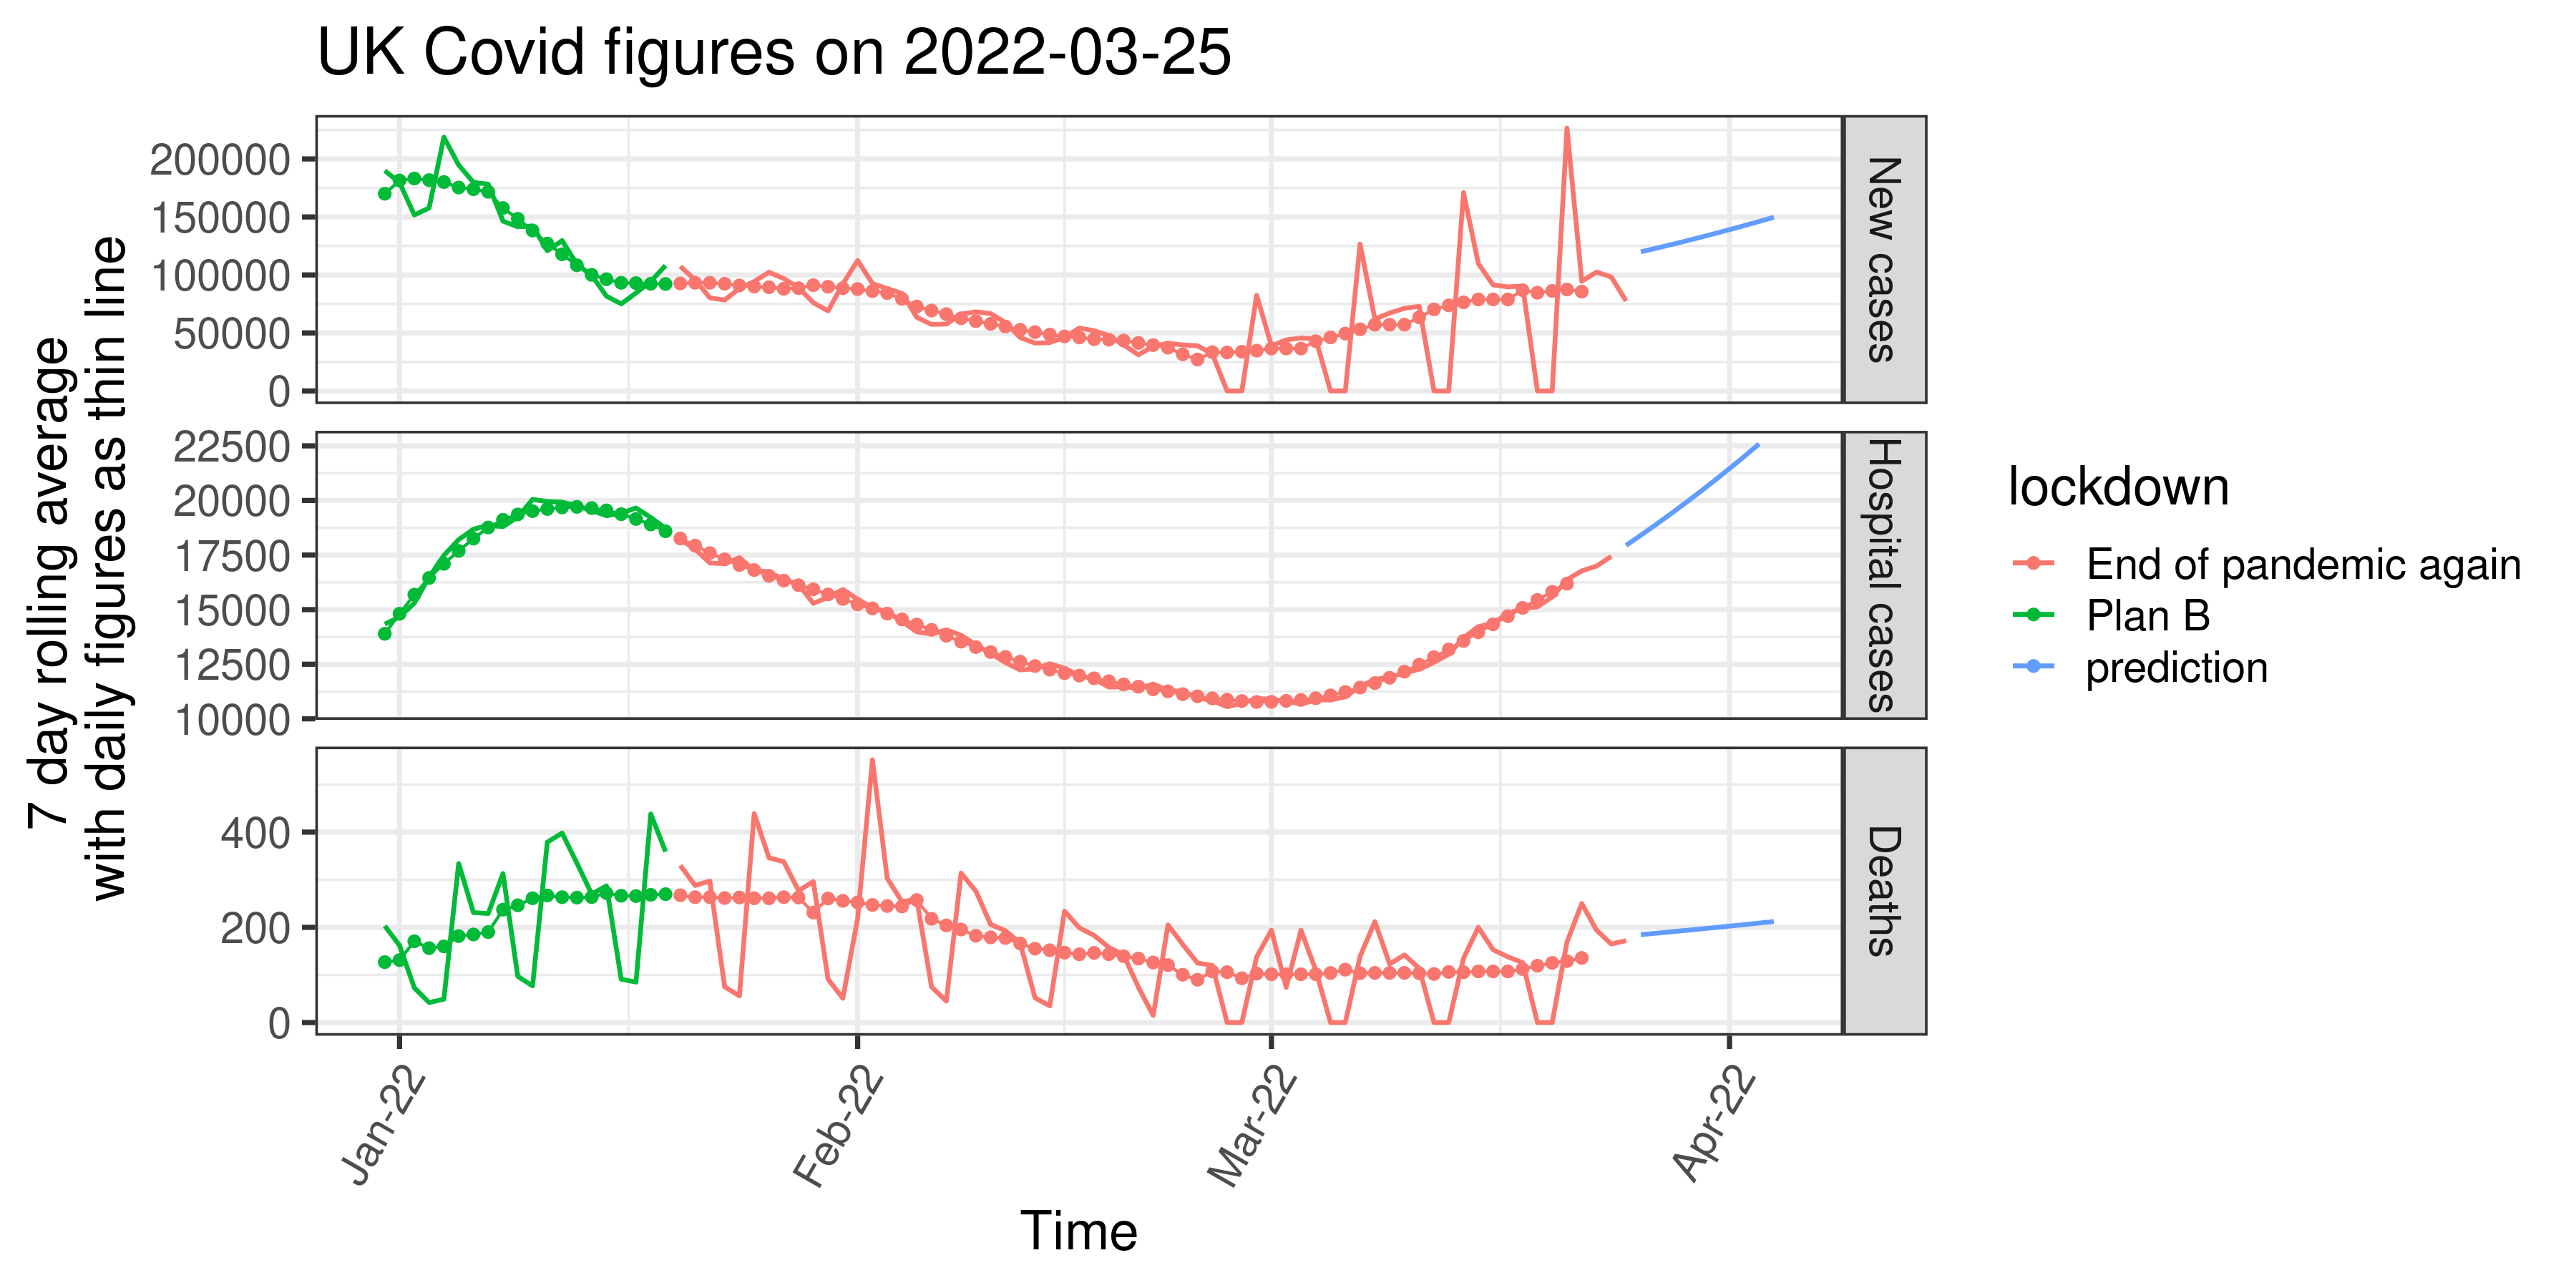 UK Covid figures on 2022-03-25
7 day rolling average
with daily figures as thin line
200000
150000
100000
50000
0
New cases
22500
20000
17500
15000
12500
10000
Hospital cases
400
200
0
Deaths
Jan-22
Feb-22
Mar-22
Apr-22
Time
lockdown
End of pandemic again
Plan B
prediction